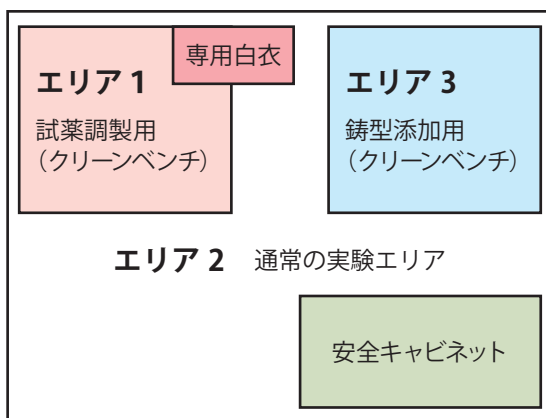 専用白衣
エリア 1
試薬調製用
（クリーンベンチ）
エリア 3
鋳型添加用
（クリーンベンチ）
エリア 2 通常の実験エリア
安全キャビネット